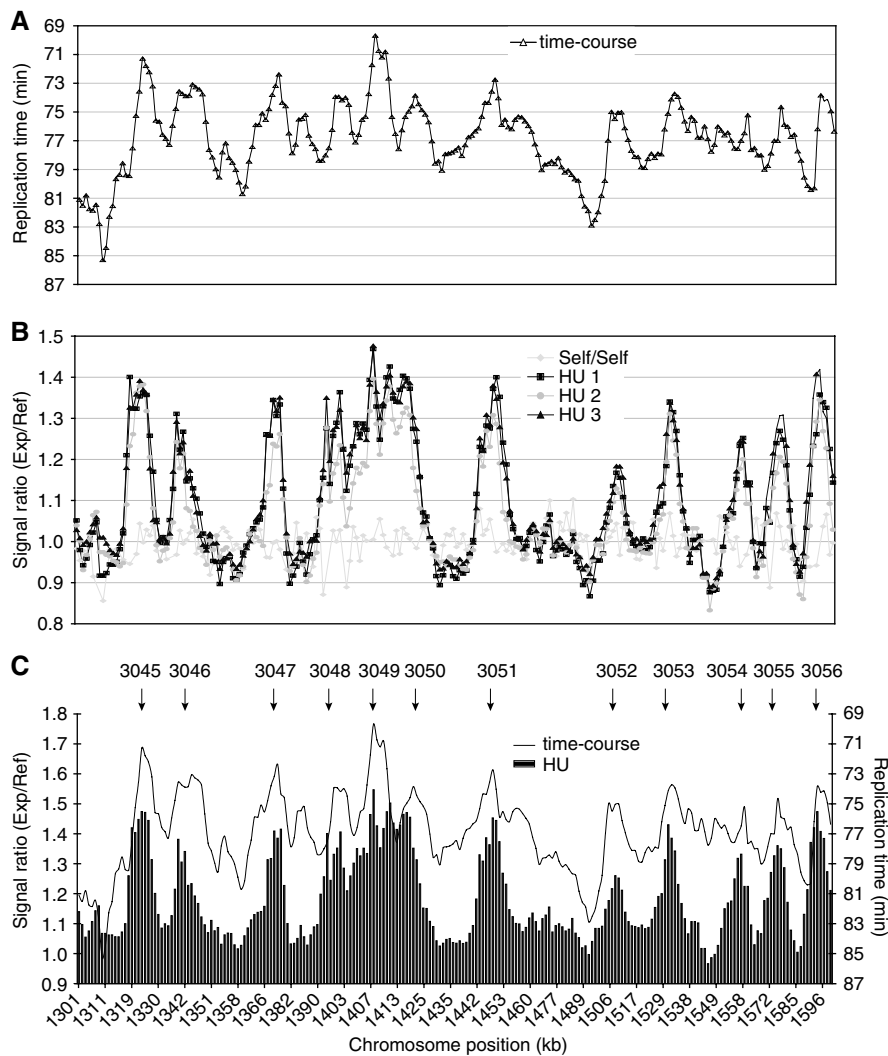 A
69
71
73
75
77
79
81
83
85
87
Replication time (min)
time-course
B
1.5
1.4
1.3
1.2
1.1
1.0
0.9
0.8
Signal ratio (Exp/Ref)
Self/Self
HU 1
HU 2
HU 3
C
3045 3046 3047 3048 3049 3050 3051 3052 3053 3054 3055 3056
1.8
1.7
1.6
1.5
1.4
1.3
1.2
1.1
1.0
0.9
Signal ratio (Exp/Ref)
time-course
HU
69
71
73
75
77
79
81
83
85
87
Replication time (min)
1301 1311 1319 1330 1342 1351 1358 1366 1382 1390 1403 1407 1413 1425 1435 1442 1453 1460 1477 1489 1506 1517 1529 1538 1549 1558 1572 1585 1596
Chromosome position (kb)